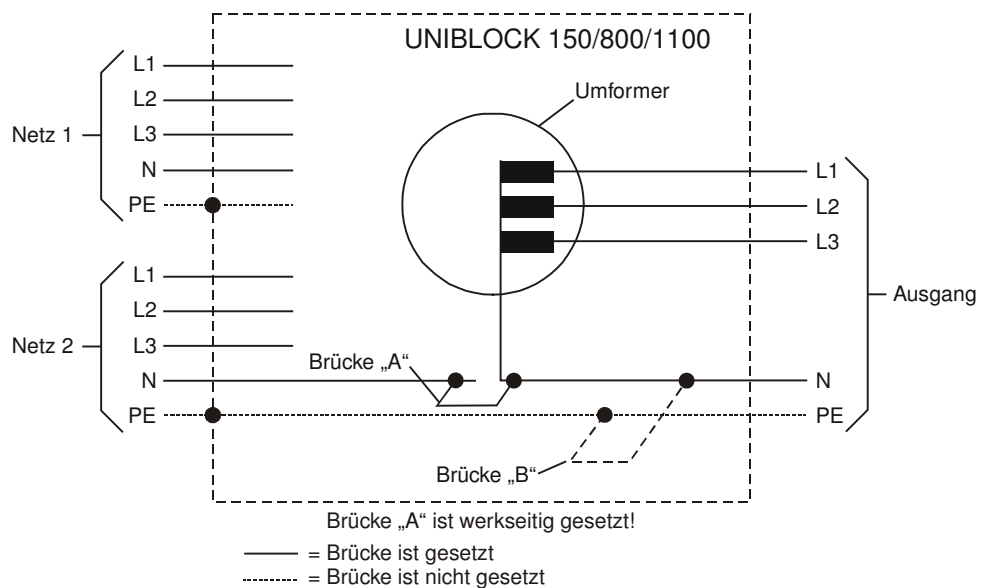 UNIBLOCK 150/800/1100
Umformer
Netz 1
L1
L2
L3
N
PE
Netz 2
L1
L2
L3
N
PE
Brücke „A“
Brücke „B“
L1
L2
L3
N
PE
Ausgang
Brücke „A“ ist werkseitig gesetzt!
= Brücke ist gesetzt
= Brücke ist nicht gesetzt